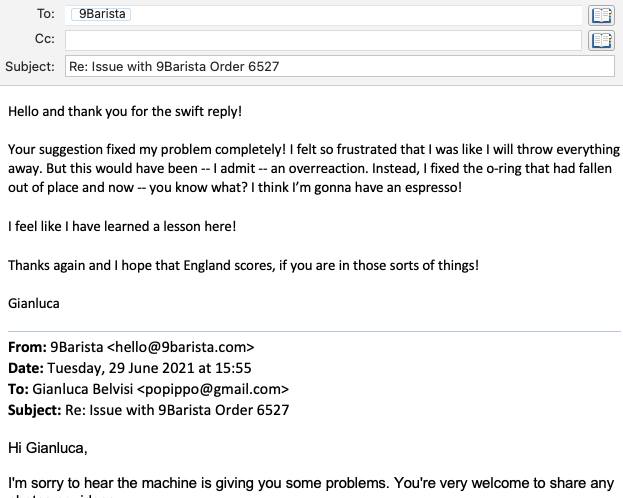 To: 9Barista
Cc:
Subject: Re: Issue with 9Barista Order 6527
Hello and thank you for the swift reply!
Your suggestion fixed my problem completely! I felt so frustrated that I was like I will throw everything
away. But this would have been -- I admit -- an overreaction. Instead, I fixed the o-ring that had fallen
out of place and now -- you know what? I think I’m gonna have an espresso!
I feel like I have learned a lesson here!
Thanks again and I hope that England scores, if you are in those sorts of things!
Gianluca
From: 9Barista <hello@9barista.com>
Date: Tuesday, 29 June 2021 at 15:55
To: Gianluca Belvisi <popippo@gmail.com>
Subject: Re: Issue with 9Barista Order 6527
Hi Gianluca,
I'm sorry to hear the machine is giving you some problems. You're very welcome to share any